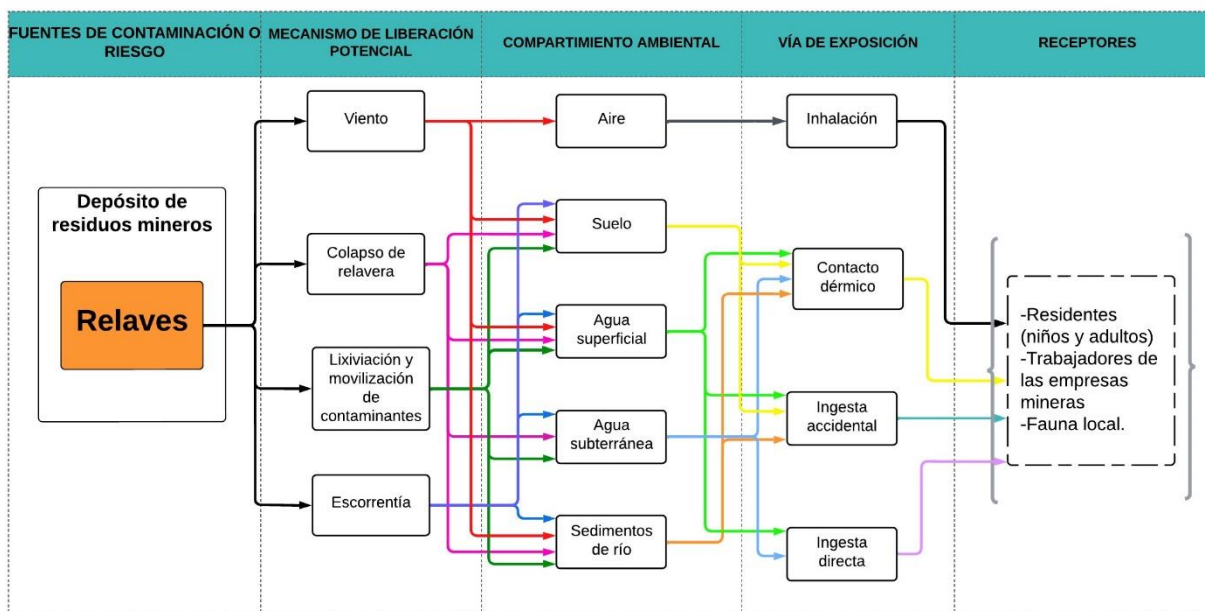 FUENTES DE CONTAMINACIÓN O
RIESGO
MECANISMO DE LIBERACIÓN
POTENCIAL
COMPARTIMIENTO AMBIENTAL
VÍA DE EXPOSICIÓN
RECEPTORES
Depósito de
residuos mineros
Relaves
Viento
Colapso de
relavera
Lixiviación y
movilización
de
contaminantes
Escorrentía
Aire
Suelo
Agua
superficial
Agua
subterránea
Sedimentos
de río
Inhalación
Contacto
dérmico
Ingesta
accidental
Ingesta
directa
-Residentes
(niños y adultos)
-Trabajadores de
las empresas
mineras
-Fauna local.